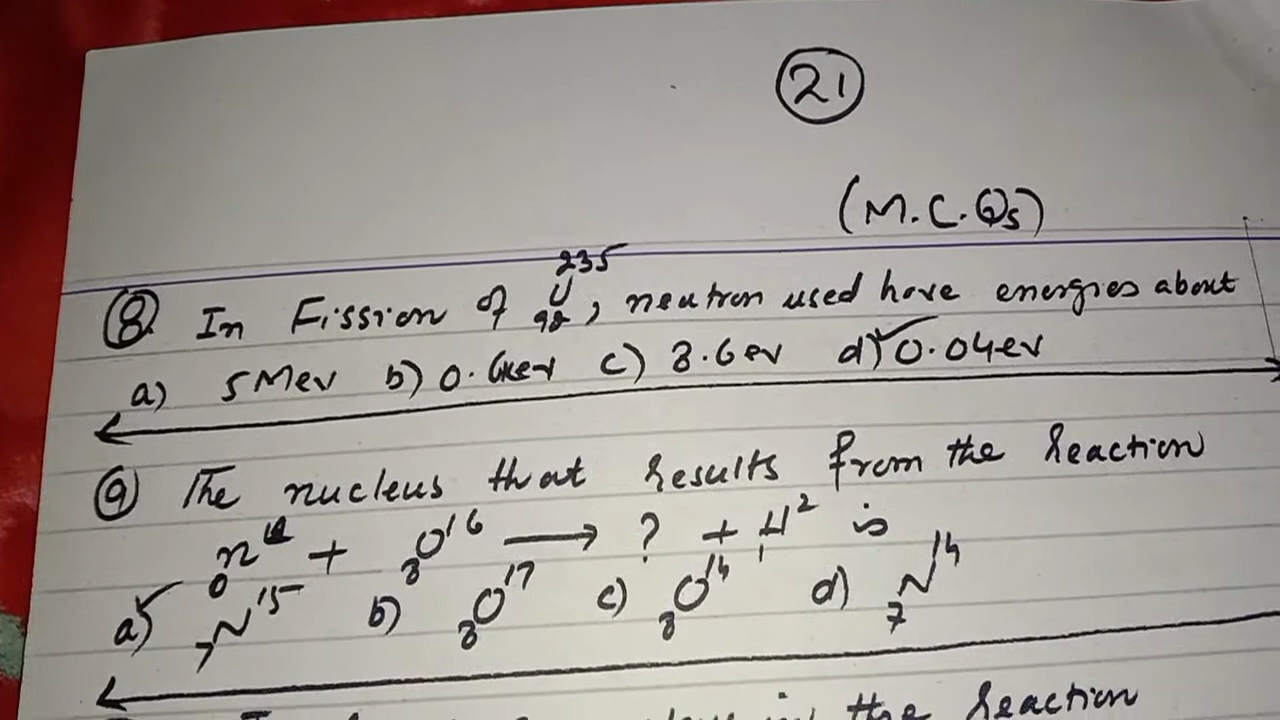 21
(M.C.Qs)
8 In Fission of ₉₂U²³⁵, neutron used have energies about
a) 5Mev b) 0. c) 3.6ev d) 0.04ev
9 The nucleus that results from the reaction
₀n¹ + ₈O¹⁶ → ? + ₁H² is
a) ₇N¹⁵ b) ₈O¹⁷ c) ₈O¹⁴ d) ₇N¹⁴
the reaction